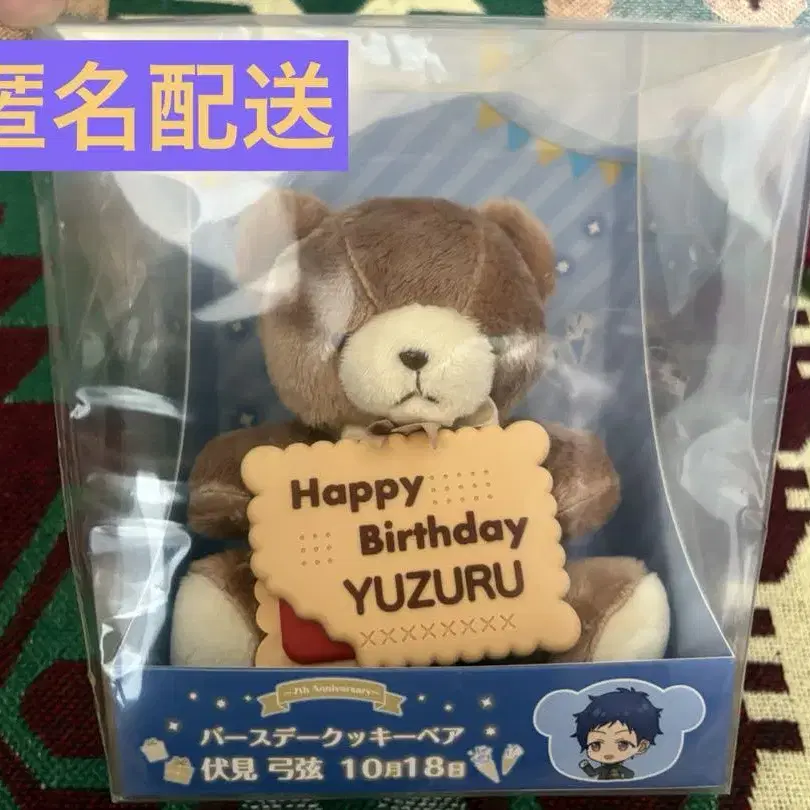 匿名配送
Happy
Birthday
YUZURU
××××××××
～7th Anniversary～
バースデークッキーベア
伏見 弓弦 10月18日